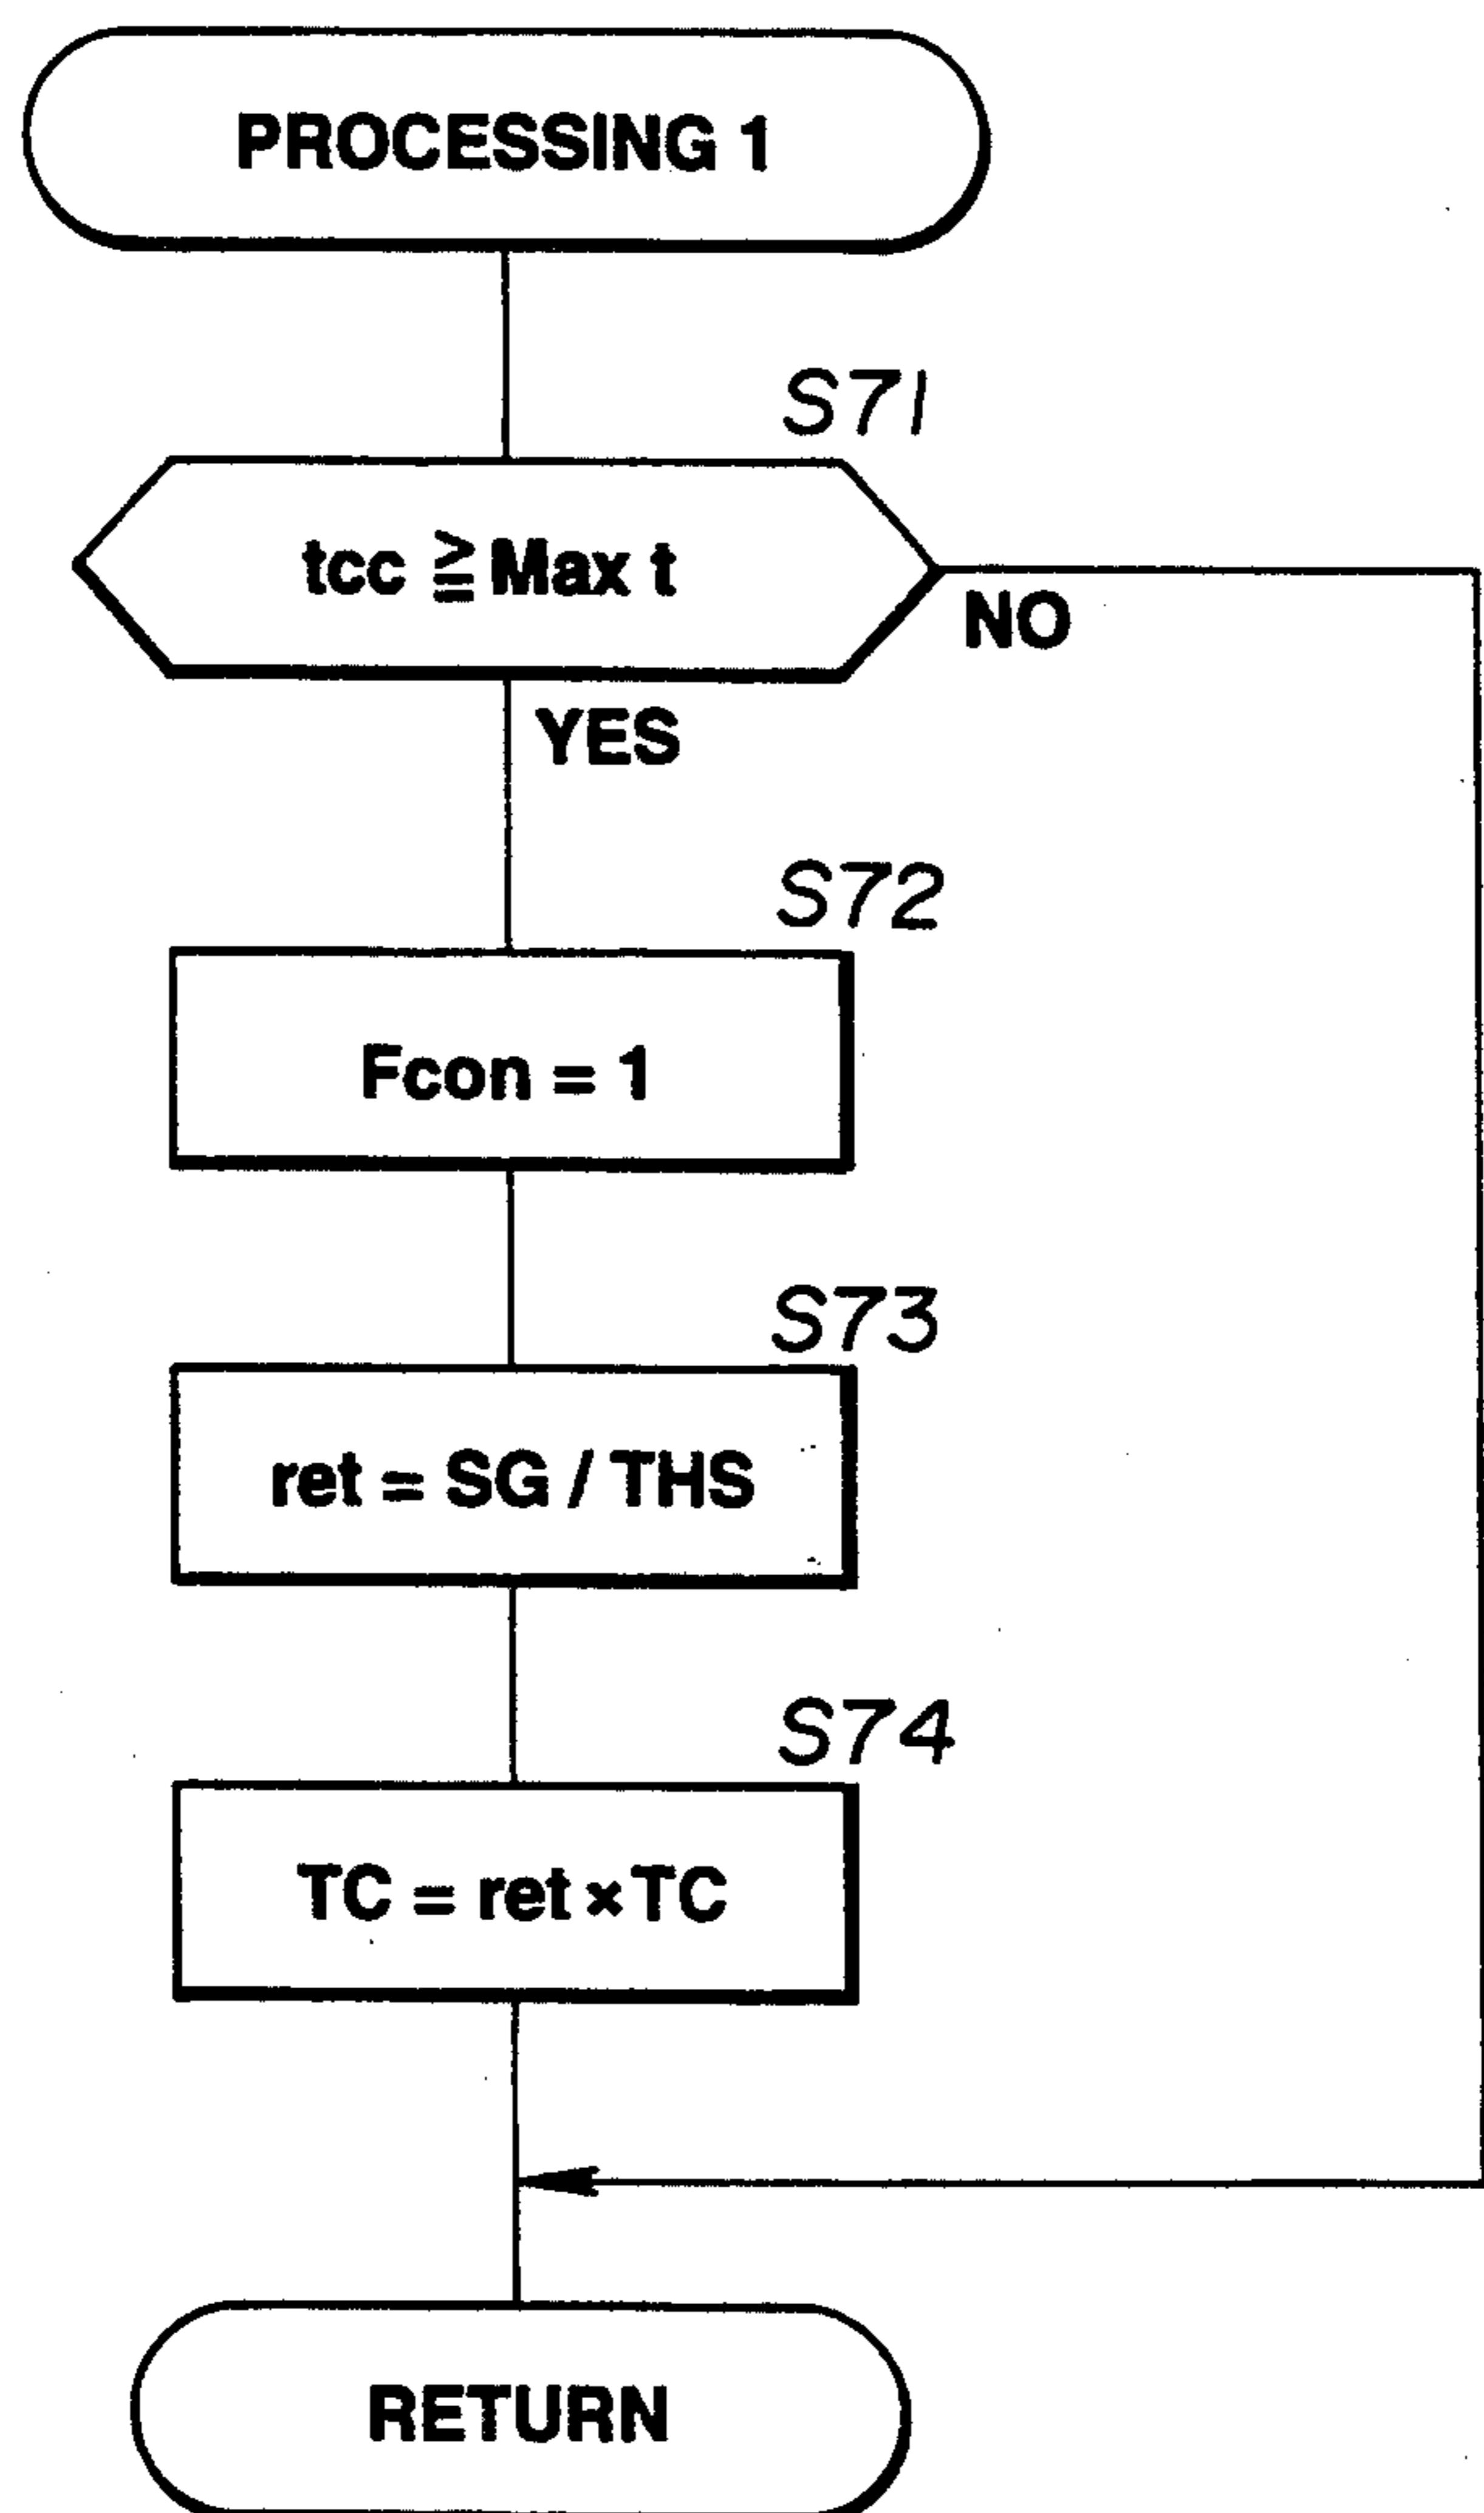 PROCESSING 1
S71
tcc ≧ Max t
NO
YES
S72
Fcon = 1
S73
ret = SG / THS
S74
TC = ret × TC
RETURN